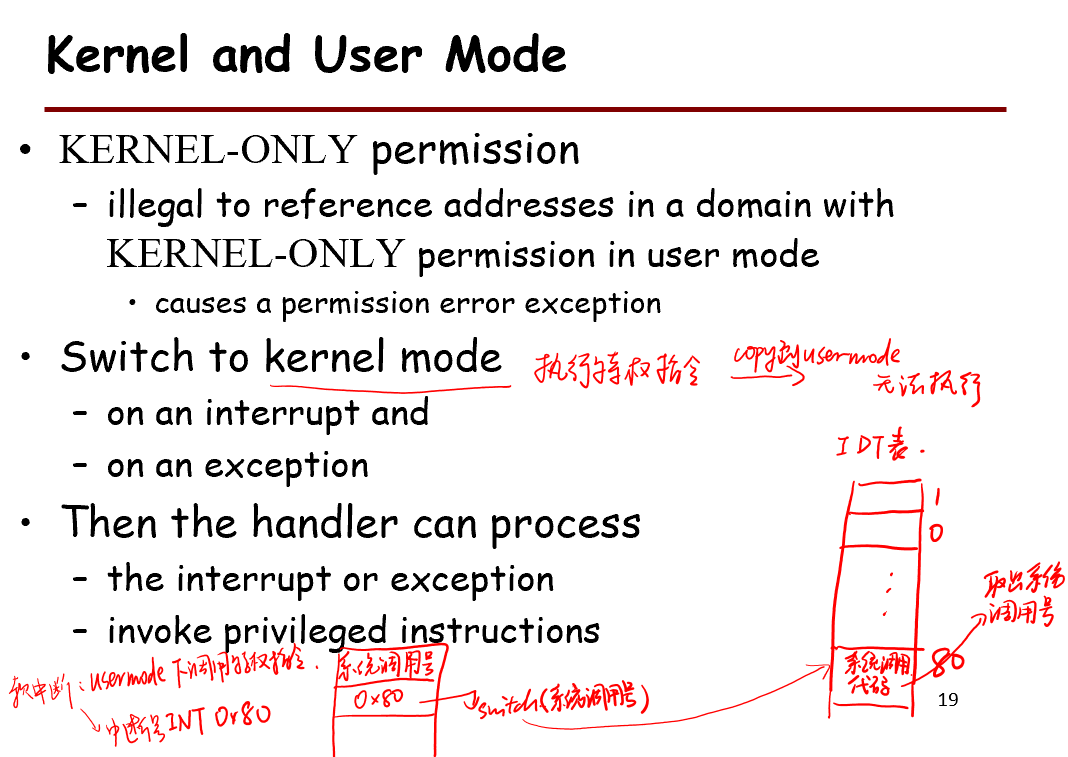 Kernel and User Mode
• KERNEL-ONLY permission
– illegal to reference addresses in a domain with
KERNEL-ONLY permission in user mode
• causes a permission error exception
• Switch to kernel mode
执行特权指令
copy到usermode
无法执行
– on an interrupt and
– on an exception
IDT表.
1
0
• Then the handler can process
– the interrupt or exception
– invoke privileged instructions
取出系统
调用号
软中断:usermode下调用特权指令.
中断号INT 0x80
系统调用号
0x80
switch(系统调用号)
系统调用
代码
80
19